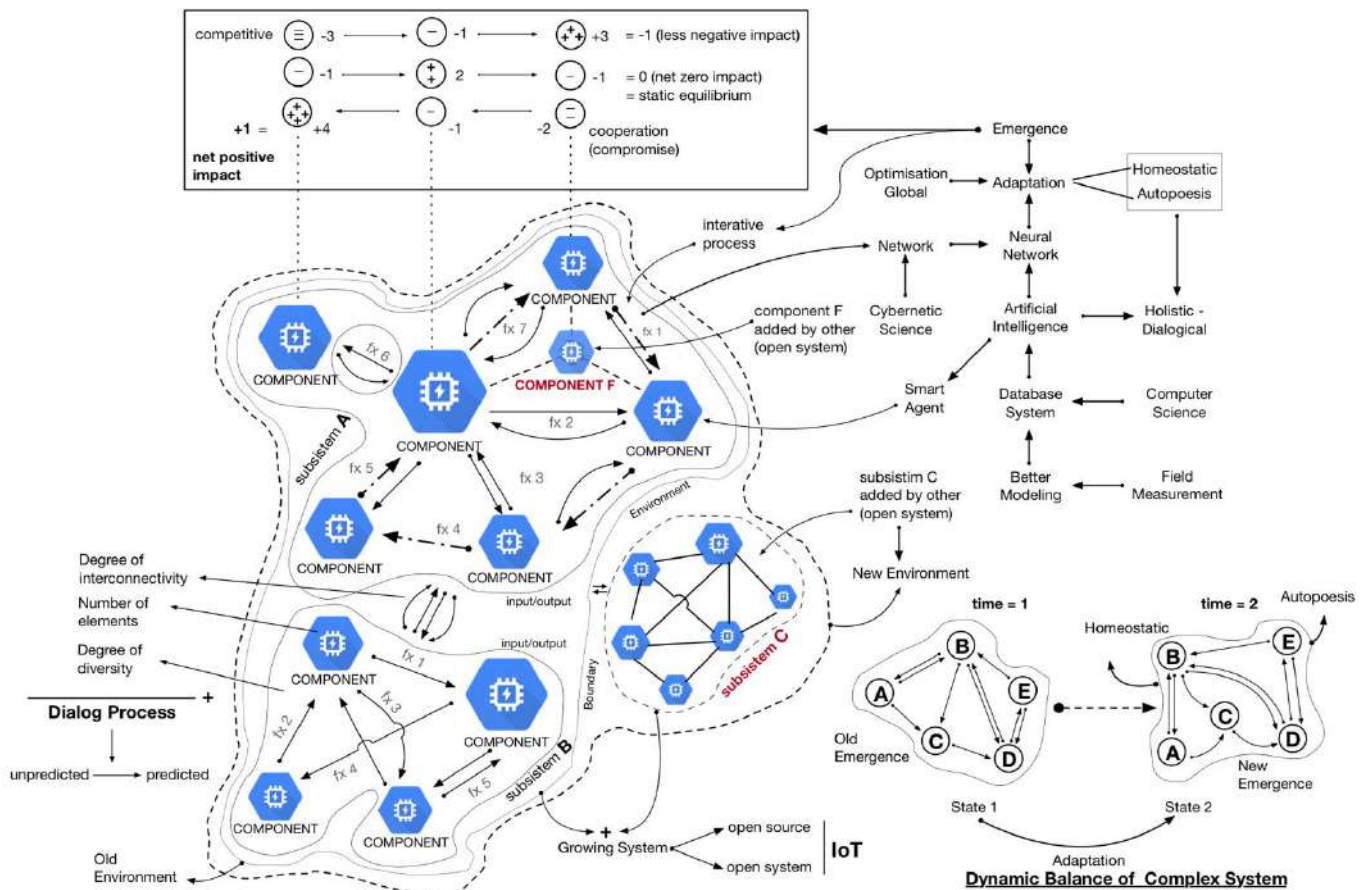 competitive
-3
-1
+3
= -1 (less negative impact)
-1
2
-1
= 0 (net zero impact)
= static equilibrium
+1 =
+4
-1
-2
cooperation
(compromise)
net positive
impact
Emergence
Optimisation
Global
Adaptation
Homeostatic
Autopoesis
interative
process
Network
Neural
Network
component F
added by other
(open system)
Cybernetic
Science
Artificial
Intelligence
Holistic -
Dialogical
Smart
Agent
Database
System
Computer
Science
Better
Modeling
Field
Measurement
subsistim C
added by other
(open system)
New Environment
COMPONENT
fx 7
fx 1
fx 6
COMPONENT
COMPONENT F
subsistem A
COMPONENT
fx 2
COMPONENT
fx 5
fx 3
fx 4
COMPONENT
COMPONENT
Environment
input/output
input/output
Boundary
subsistem C
Degree of
interconnectivity
Number of
elements
Degree of
diversity
+
Dialog Process
unpredicted
predicted
COMPONENT
fx 1
fx 2
fx 3
fx 4
fx 5
COMPONENT
COMPONENT
COMPONENT
subsistem B
Old
Environment
+
Growing System
open source
open system
IoT
time = 1
time = 2
Autopoesis
Homeostatic
B
A
E
C
D
Old
Emergence
B
E
C
A
D
New
Emergence
State 1
State 2
Adaptation
Dynamic Balance of Complex System